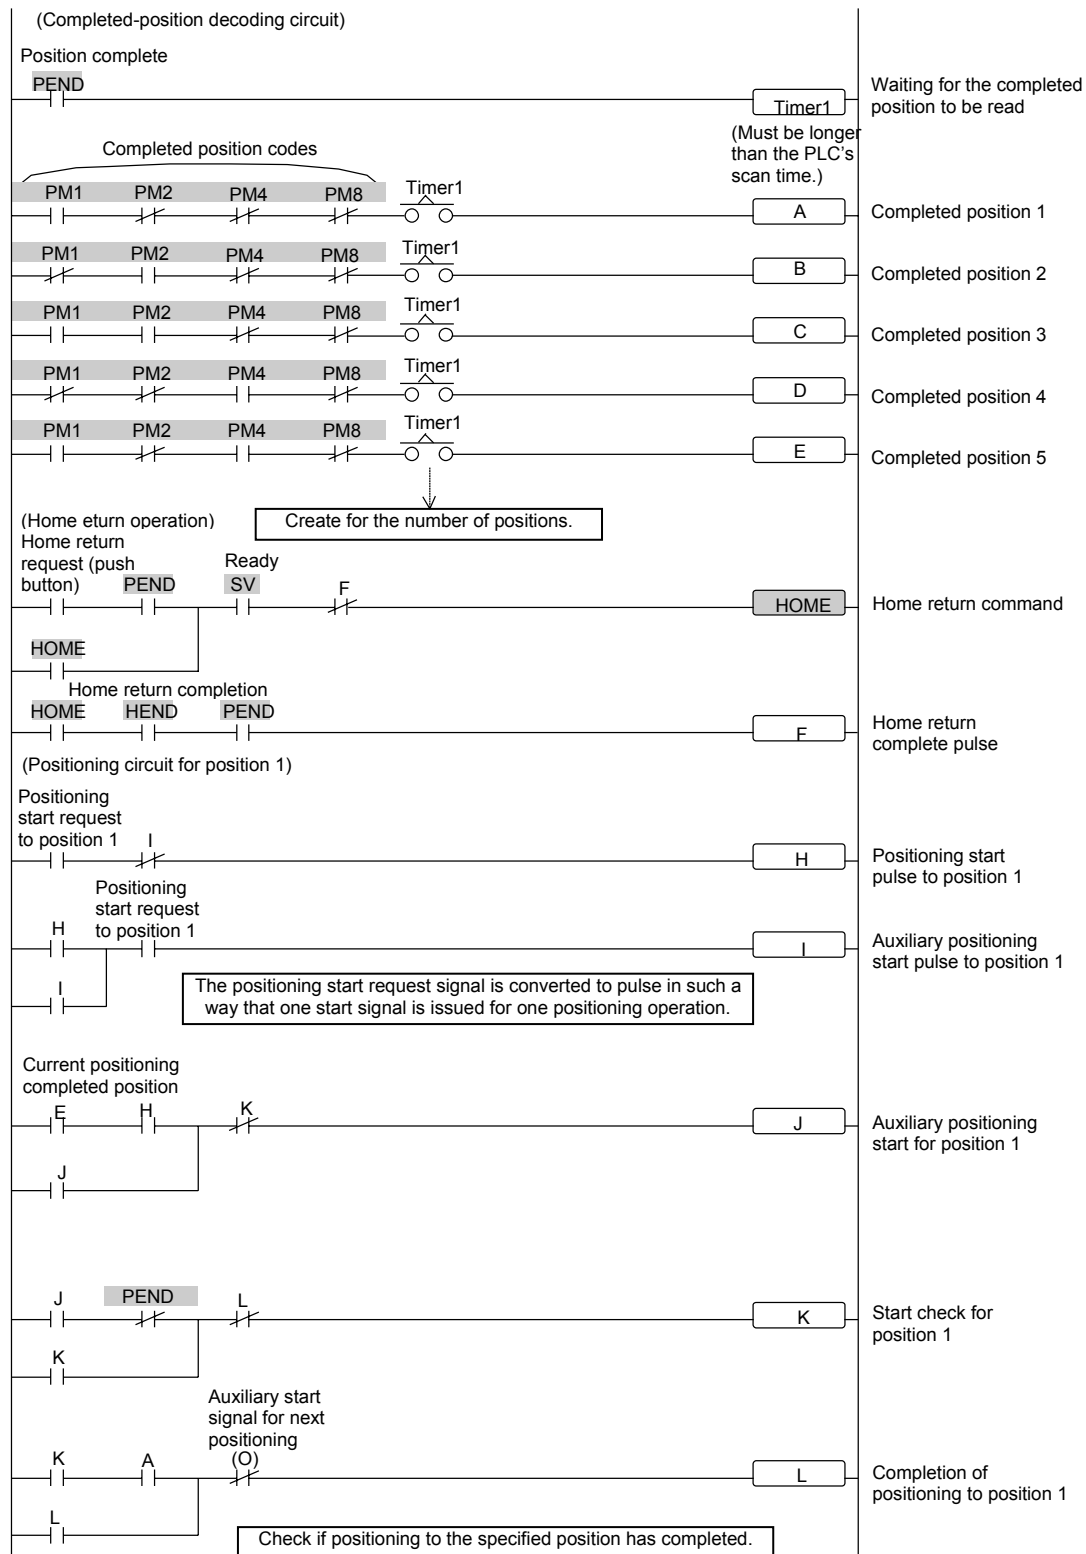 (Completed-position decoding circuit)
Position complete
PEND
Timer1
Waiting for the completed
position to be read
(Must be longer
than the PLC's
scan time.)
Completed position codes
PM1 PM2 PM4 PM8 Timer1
A
Completed position 1
PM1 PM2 PM4 PM8 Timer1
B
Completed position 2
PM1 PM2 PM4 PM8 Timer1
C
Completed position 3
PM1 PM2 PM4 PM8 Timer1
D
Completed position 4
PM1 PM2 PM4 PM8 Timer1
E
Completed position 5
Create for the number of positions.
(Home eturn operation)
Home return
request (push
button)
PEND
Ready
SV
F
HOME
Home return command
HOME
Home return completion
HOME HEND PEND
F
Home return
complete pulse
(Positioning circuit for position 1)
Positioning
start request
to position 1
I
H
Positioning start
pulse to position 1
Positioning
start request
to position 1
H
I
Auxiliary positioning
start pulse to position 1
I
The positioning start request signal is converted to pulse in such a
way that one start signal is issued for one positioning operation.
Current positioning
completed position
E H K
J
Auxiliary positioning
start for position 1
J
J PEND L
K
Start check for
position 1
K
Auxiliary start
signal for next
positioning
K A (O)
L
Completion of
positioning to position 1
L
Check if positioning to the specified position has completed.